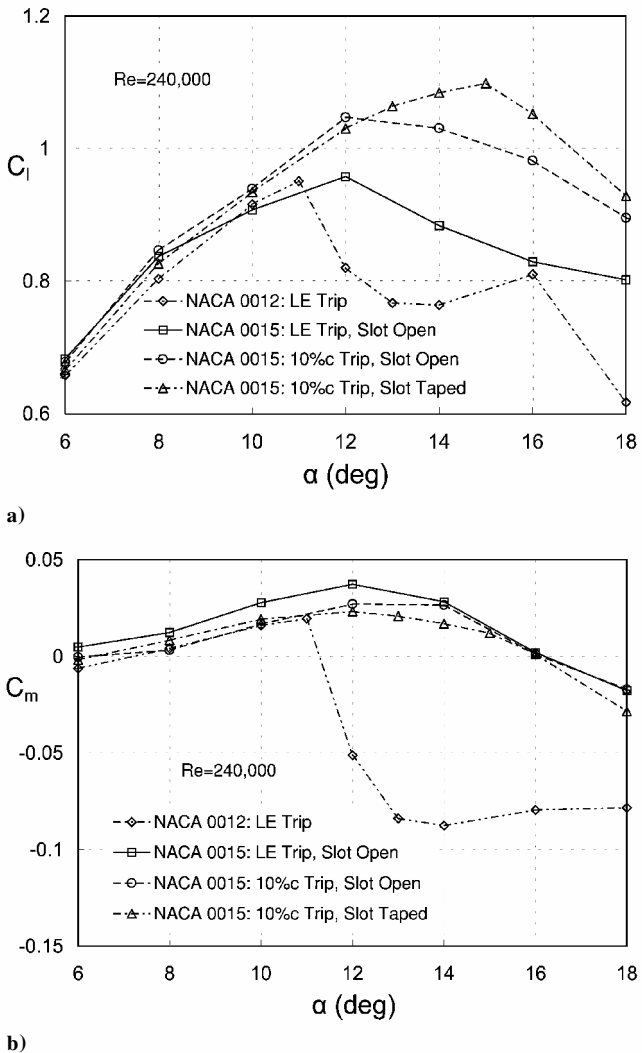 1.2
1.1
1
C_l
0.8
0.6
Re=240,000
NACA 0012: LE Trip
NACA 0015: LE Trip, Slot Open
NACA 0015: 10%c Trip, Slot Open
NACA 0015: 10%c Trip, Slot Taped
6 8 10 12 14 16 18
α (deg)
a)
0.05
0
C_m
-0.05
-0.1
-0.15
Re=240,000
NACA 0012: LE Trip
NACA 0015: LE Trip, Slot Open
NACA 0015: 10%c Trip, Slot Open
NACA 0015: 10%c Trip, Slot Taped
6 8 10 12 14 16 18
α (deg)
b)